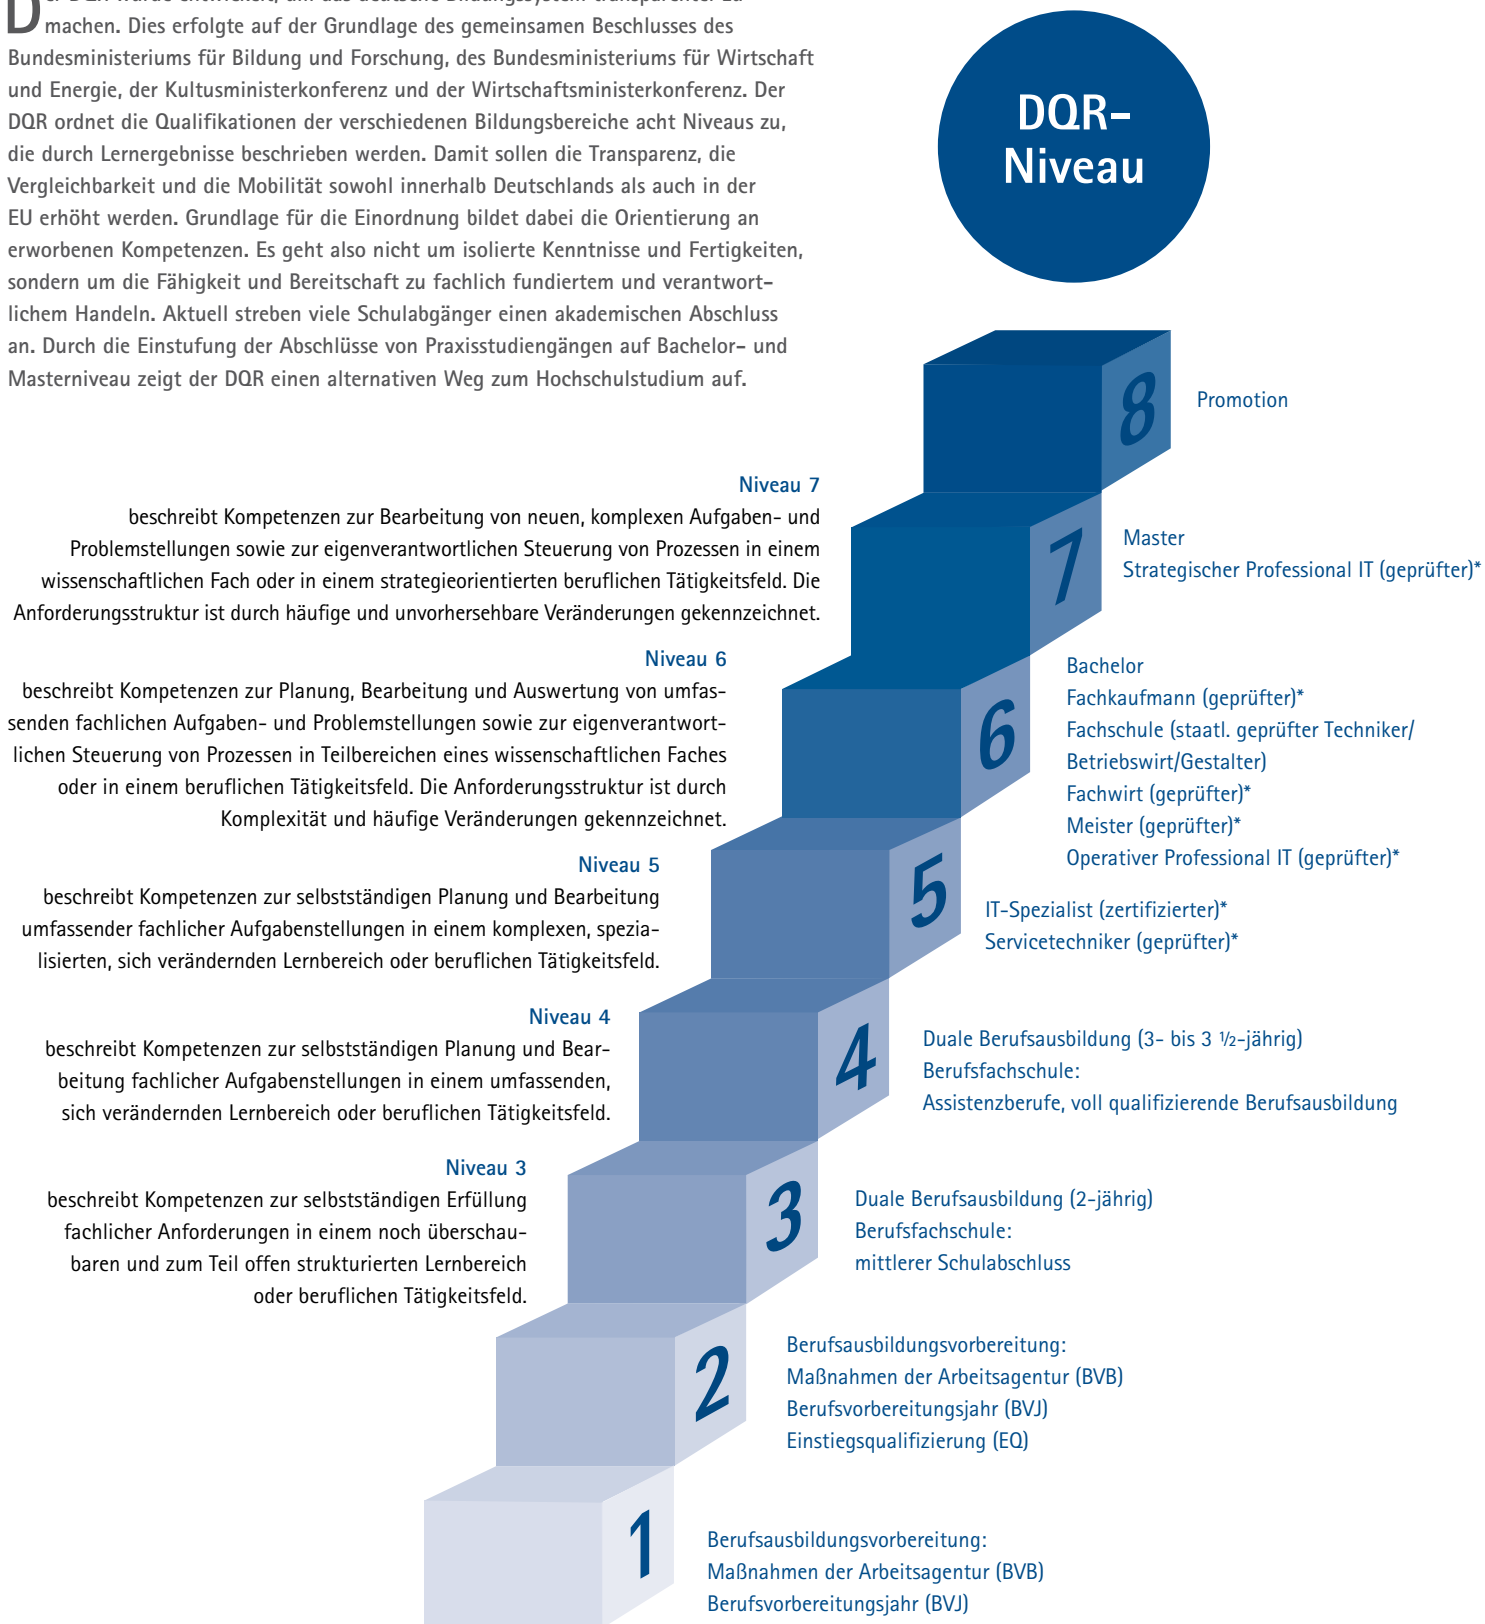 machen. Dies erfolgte auf der Grundlage des gemeinsamen Beschlusses des
Bundesministeriums für Bildung und Forschung, des Bundesministeriums für Wirtschaft
und Energie, der Kultusministerkonferenz und der Wirtschaftsministerkonferenz. Der
DQR ordnet die Qualifikationen der verschiedenen Bildungsbereiche acht Niveaus zu,
die durch Lernergebnisse beschrieben werden. Damit sollen die Transparenz, die
Vergleichbarkeit und die Mobilität sowohl innerhalb Deutschlands als auch in der
EU erhöht werden. Grundlage für die Einordnung bildet dabei die Orientierung an
erworbenen Kompetenzen. Es geht also nicht um isolierte Kenntnisse und Fertigkeiten,
sondern um die Fähigkeit und Bereitschaft zu fachlich fundiertem und verantwort-
lichem Handeln. Aktuell streben viele Schulabgänger einen akademischen Abschluss
an. Durch die Einstufung der Abschlüsse von Praxisstudiengängen auf Bachelor- und
Masterniveau zeigt der DQR einen alternativen Weg zum Hochschulstudium auf.
DQR-
Niveau
8
Promotion
Niveau 7
beschreibt Kompetenzen zur Bearbeitung von neuen, komplexen Aufgaben- und
Problemstellungen sowie zur eigenverantwortlichen Steuerung von Prozessen in einem
wissenschaftlichen Fach oder in einem strategieorientierten beruflichen Tätigkeitsfeld. Die
Anforderungsstruktur ist durch häufige und unvorhersehbare Veränderungen gekennzeichnet.
7
Master
Strategischer Professional IT (geprüfter)*
Niveau 6
beschreibt Kompetenzen zur Planung, Bearbeitung und Auswertung von umfas-
senden fachlichen Aufgaben- und Problemstellungen sowie zur eigenverantwort-
lichen Steuerung von Prozessen in Teilbereichen eines wissenschaftlichen Faches
oder in einem beruflichen Tätigkeitsfeld. Die Anforderungsstruktur ist durch
Komplexität und häufige Veränderungen gekennzeichnet.
6
Bachelor
Fachkaufmann (geprüfter)*
Fachschule (staatl. geprüfter Techniker/
Betriebswirt/Gestalter)
Fachwirt (geprüfter)*
Meister (geprüfter)*
Operativer Professional IT (geprüfter)*
Niveau 5
beschreibt Kompetenzen zur selbstständigen Planung und Bearbeitung
umfassender fachlicher Aufgabenstellungen in einem komplexen, spezia-
lisierten, sich verändernden Lernbereich oder beruflichen Tätigkeitsfeld.
5
IT-Spezialist (zertifizierter)*
Servicetechniker (geprüfter)*
Niveau 4
beschreibt Kompetenzen zur selbstständigen Planung und Bear-
beitung fachlicher Aufgabenstellungen in einem umfassenden,
sich verändernden Lernbereich oder beruflichen Tätigkeitsfeld.
4
Duale Berufsausbildung (3- bis 3 ½-jährig)
Berufsfachschule:
Assistenzberufe, voll qualifizierende Berufsausbildung
Niveau 3
beschreibt Kompetenzen zur selbstständigen Erfüllung
fachlicher Anforderungen in einem noch überschau-
baren und zum Teil offen strukturierten Lernbereich
oder beruflichen Tätigkeitsfeld.
3
Duale Berufsausbildung (2-jährig)
Berufsfachschule:
mittlerer Schulabschluss
2
Berufsausbildungsvorbereitung:
Maßnahmen der Arbeitsagentur (BVB)
Berufsvorbereitungsjahr (BVJ)
Einstiegsqualifizierung (EQ)
1
Berufsausbildungsvorbereitung:
Maßnahmen der Arbeitsagentur (BVB)
Berufsvorbereitungsjahr (BVJ)